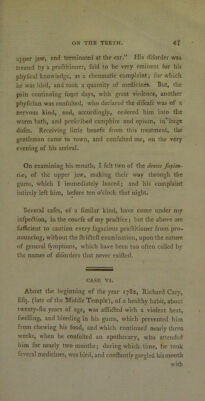 ON THE TEETH. 47
upper jaw, and terminated at the ear." His diſorder was
treated by a practitioner, ſaid to be very eminent for his
phyſical knowledge, as a rheumatic complaint; for which
he was bled, and took a quantity of medicines. But, the
pain continuing ſeven days, with great violence, another
phyſician was conſulted, who declared the diſeaſe was of a
nervous kind, and, accordingly, ordered him into the
warm bath, and preſcribed camphire and opium, in large
doſes. Receiving little benefit from this treatment, the
gentleman came to town, and conſulted me, on the very
evening of his arrival.
On examining his mouth, I felt two of the dentes ſapien-
tiæ, of the upper jaw, making their way through the
gums, which I immediately lanced; and his complaint
intirely left him, before ten o'clock that night.
Several caſes, of a ſimilar kind, have come under my
inſpection, in the courſe of my practice; but the above are
ſufficient to caution every ſagacious practitioner from pro-
nouncing, without the ſtricteſt examination, upon the nature
of general ſymptoms, which have been too often called by
the names of diſorders that never exiſted.
CASE VI.
About the beginning of the year 1782, Richard Cary,
Eſq. (late of the Middle Temple), of a healthy habit, about
twenty-ſix years of age, was afflicted with a violent heat,
ſwelling, and bleeding in his gums, which prevented him
from chewing his food, and which continued nearly three
weeks, when he conſulted an apothecary, who attended
him for nearly two months; during which time, he took
ſeveral medicines, was bled, and conſtantly gargled his mouth
with